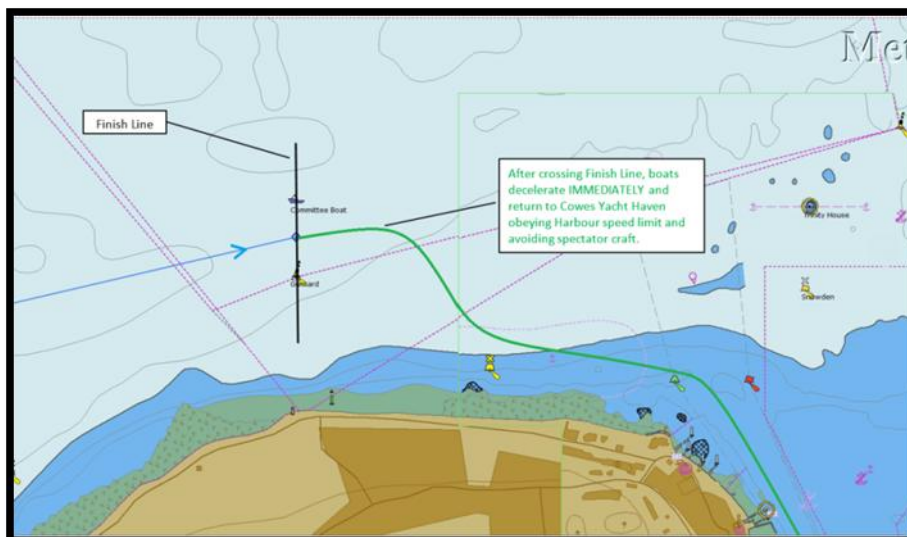 Met
Finish Line
After crossing Finish Line, boats
decelerate IMMEDIATELY and
return to Cowes Yacht Haven
obeying Harbour speed limit and
avoiding spectator craft.
Committee Boat
Trinity House
Gurnard
Snowden